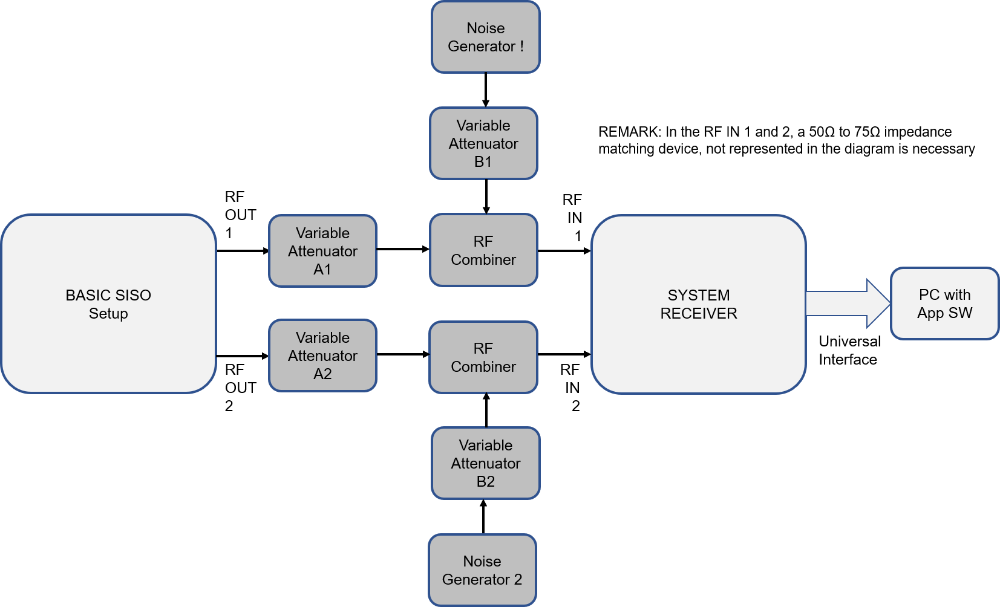 Noise
Generator !
Variable
Attenuator
B1
REMARK: In the RF IN 1 and 2, a 50Ω to 75Ω impedance
matching device, not represented in the diagram is necessary
RF
OUT
1
RF
IN
1
Variable
Attenuator
A1
RF
Combiner
BASIC SISO
Setup
SYSTEM
RECEIVER
PC with
App SW
Variable
Attenuator
A2
RF
Combiner
Universal
Interface
RF
OUT
2
RF
IN
2
Variable
Attenuator
B2
Noise
Generator 2